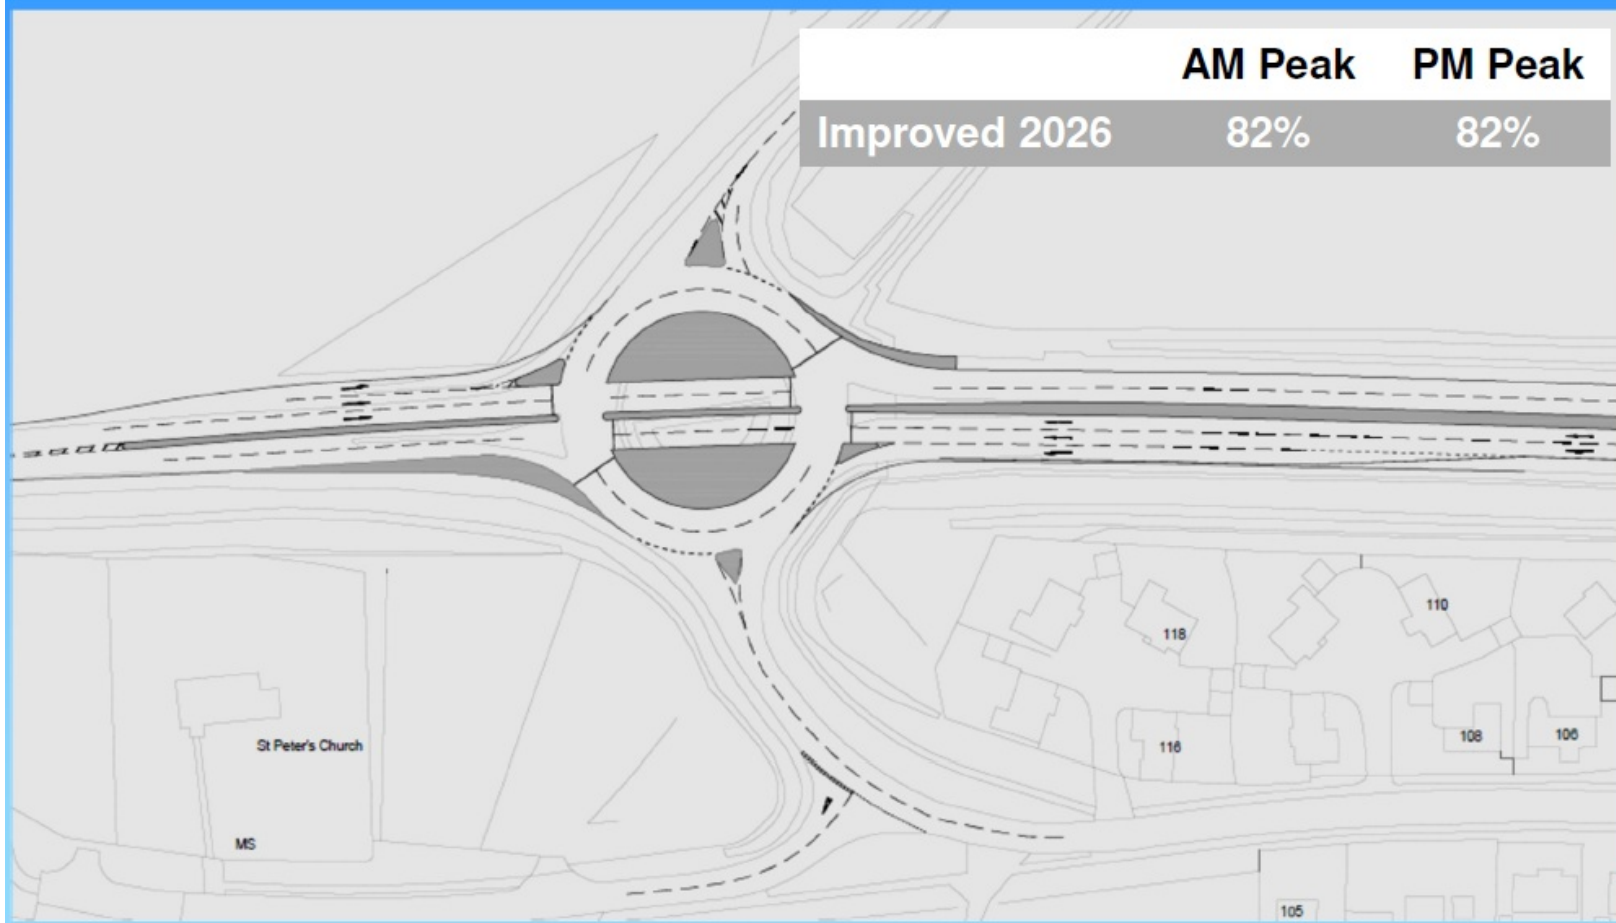 AM Peak PM Peak
Improved 2026 82% 82%
110
118
St Peter's Church
116
108
106
MS
105